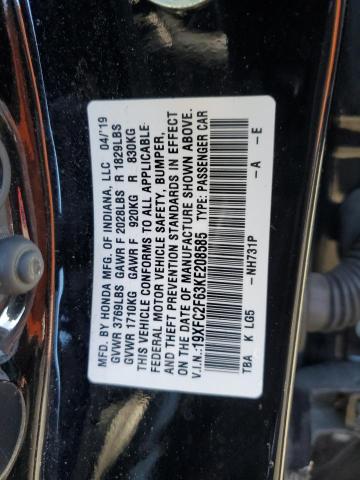 MFD. BY HONDA MFG. OF INDIANA, LLC 04/'19
GVWR 3769LBS GAWR F 2028LBS R 1829LBS
GVWR 1710KG GAWR F 920KG R 830KG
THIS VEHICLE CONFORMS TO ALL APPLICABLE
FEDERAL MOTOR VEHICLE SAFETY, BUMPER,
AND THEFT PREVENTION STANDARDS IN EFFECT
ON THE DATE OF MANUFACTURE SHOWN ABOVE.
V.I.N.:19XFC2F63KE208585 TYPE: PASSENGER CAR
TBA K LG5 - NH731P - A - E